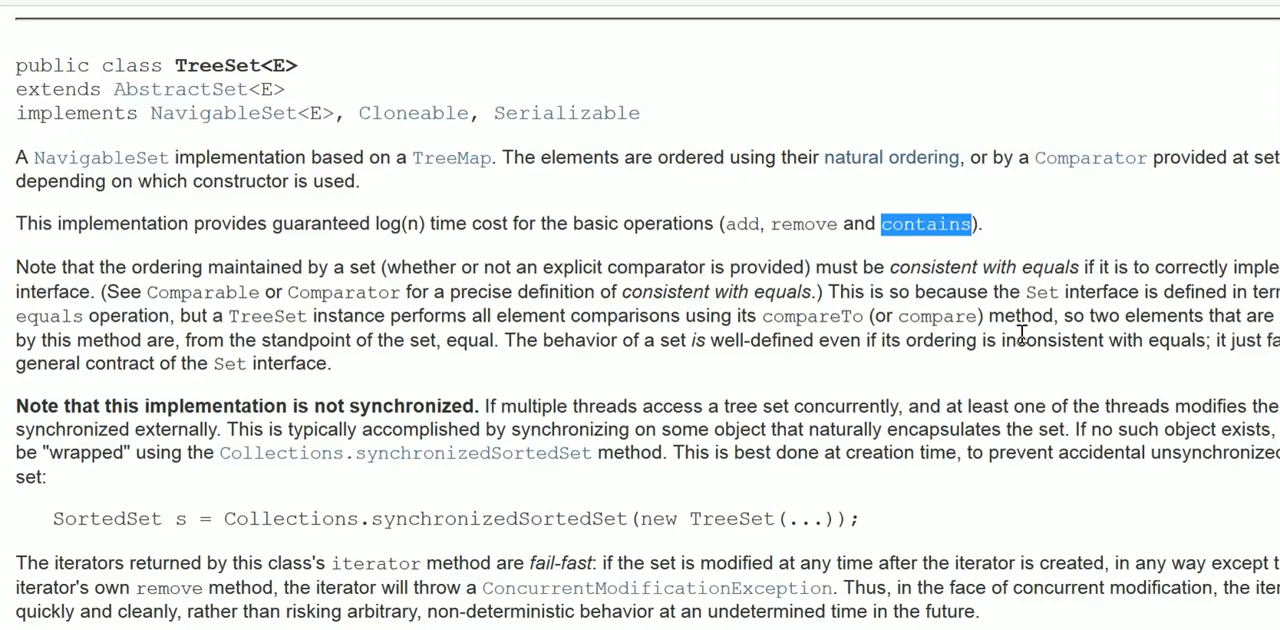 public class TreeSet<E>
extends AbstractSet<E>
implements NavigableSet<E>, Cloneable, Serializable
A NavigableSet implementation based on a TreeMap. The elements are ordered using their natural ordering, or by a Comparator provided at set
depending on which constructor is used.
This implementation provides guaranteed log(n) time cost for the basic operations (add, remove and contains).
Note that the ordering maintained by a set (whether or not an explicit comparator is provided) must be consistent with equals if it is to correctly imple
interface. (See Comparable or Comparator for a precise definition of consistent with equals.) This is so because the Set interface is defined in ter
equals operation, but a TreeSet instance performs all element comparisons using its compareTo (or compare) method, so two elements that are
by this method are, from the standpoint of the set, equal. The behavior of a set is well-defined even if its ordering is inconsistent with equals; it just fa
general contract of the Set interface.
Note that this implementation is not synchronized. If multiple threads access a tree set concurrently, and at least one of the threads modifies the
synchronized externally. This is typically accomplished by synchronizing on some object that naturally encapsulates the set. If no such object exists,
be "wrapped" using the Collections.synchronizedSortedSet method. This is best done at creation time, to prevent accidental unsynchronized
set:
SortedSet s = Collections.synchronizedSortedSet(new TreeSet(...));
The iterators returned by this class's iterator method are fail-fast: if the set is modified at any time after the iterator is created, in any way except t
iterator's own remove method, the iterator will throw a ConcurrentModificationException. Thus, in the face of concurrent modification, the ite
quickly and cleanly, rather than risking arbitrary, non-deterministic behavior at an undetermined time in the future.